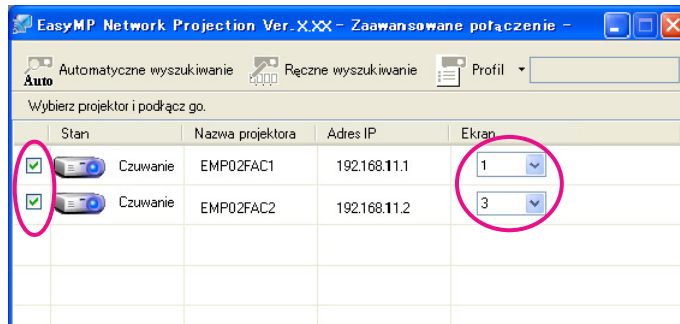 EasyMP Network Projection Ver.X.XX - Zaawansowane połączenie -
Auto Automatyczne wyszukiwanie Ręczne wyszukiwanie Profil
Wybierz projektor i podłącz go.
Stan Nazwa projektora Adres IP Ekran
Czuwanie EMP02FAC1 192.168.11.1 1
Czuwanie EMP02FAC2 192.168.11.2 3